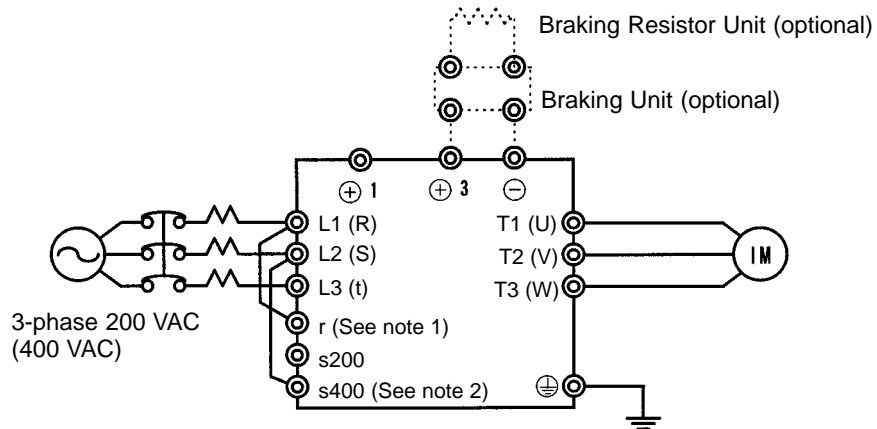 Braking Resistor Unit (optional)
Braking Unit (optional)
⊕ 1
⊕ 3
⊖
L1 (R)
L2 (S)
L3 (t)
r (See note 1)
s200
s400 (See note 2)
T1 (U)
T2 (V)
T3 (W)
IM
3-phase 200 VAC
(400 VAC)